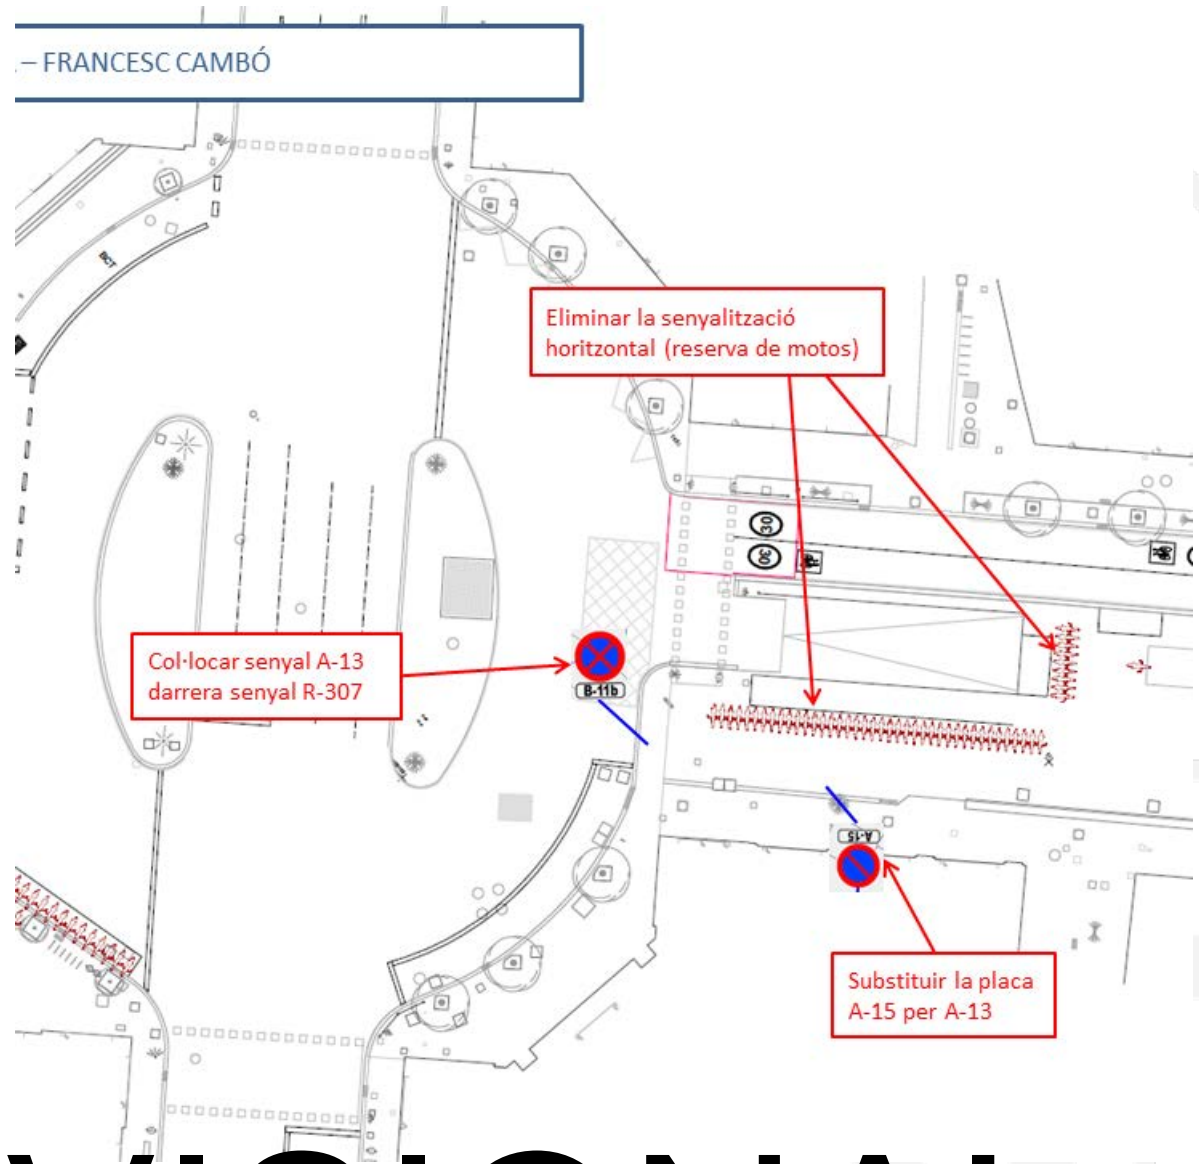 . – FRANCESC CAMBÓ
BCT
Eliminar la senyalització
horitzontal (reserva de motos)
30
30
Col·locar senyal A-13
darrera senyal R-307
B-11b
A-15
Substituir la placa
A-15 per A-13